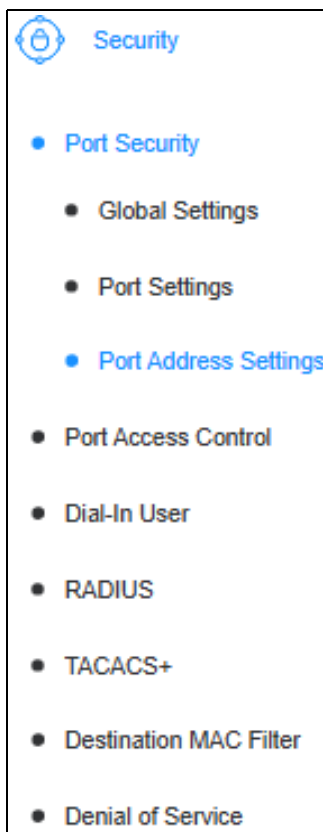 Security
Port Security
Global Settings
Port Settings
Port Address Settings
Port Access Control
Dial-In User
RADIUS
TACACS+
Destination MAC Filter
Denial of Service